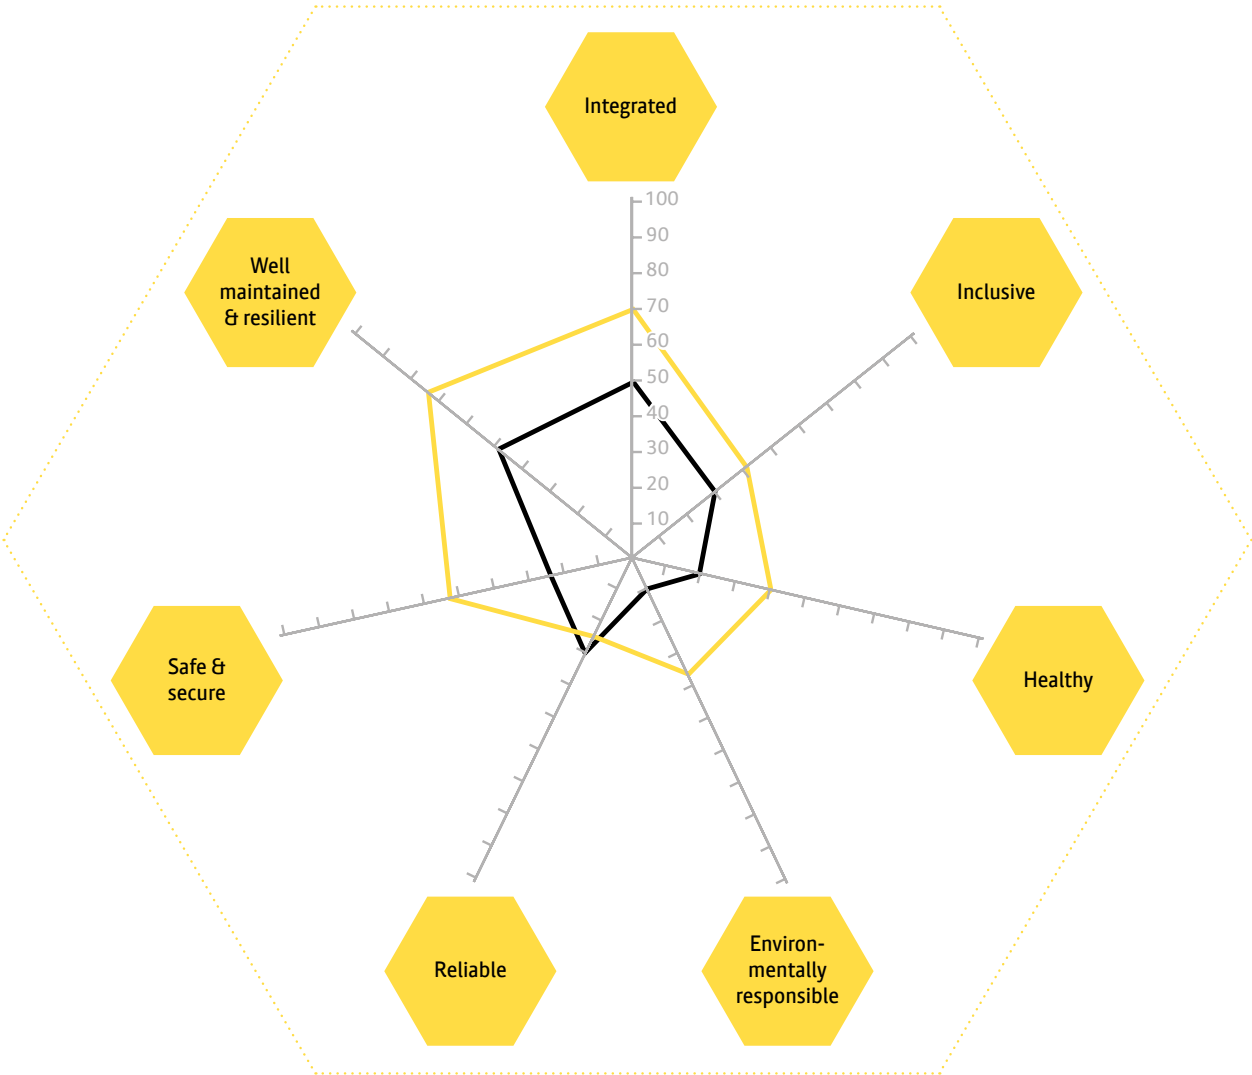 Integrated
100
90
80
70
60
50
40
30
20
10
Well
maintained
& resilient
Inclusive
Safe &
secure
Healthy
Reliable
Environ-
mentally
responsible